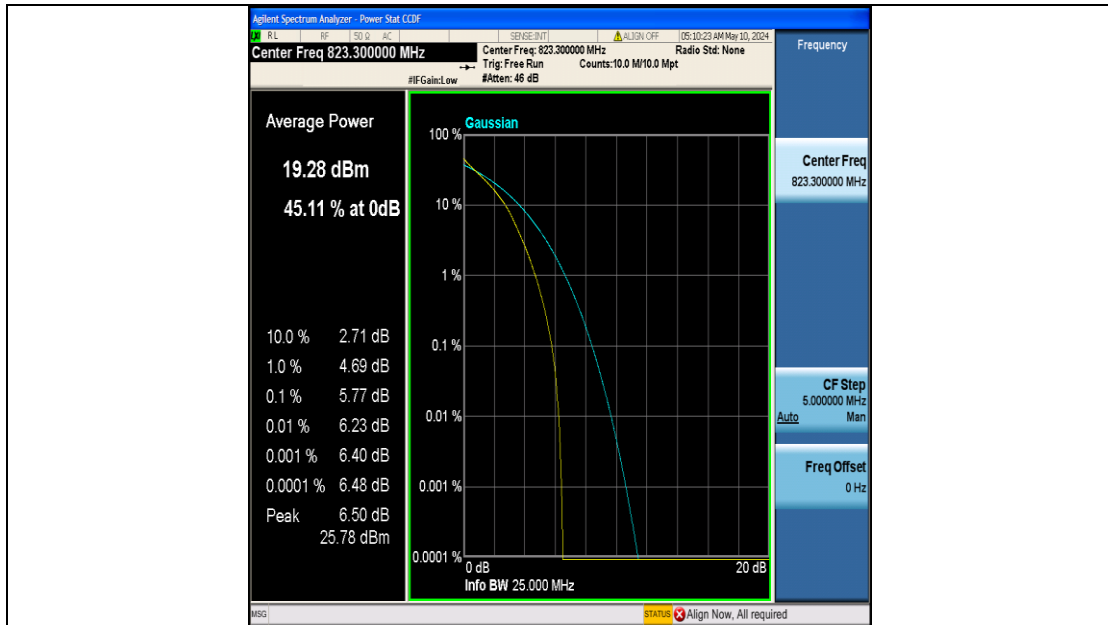 Agilent Spectrum Analyzer - Power Stat CCDF
RL RF 50 Ω AC SENSE:INT ALIGN OFF 05:10:23 AM May 10, 2024
Center Freq 823.300000 MHz
Center Freq: 823.300000 MHz Radio Std: None
Trig: Free Run Counts:10.0 M/10.0 Mpt
#IFGain:Low #Atten: 46 dB
Frequency
Average Power
19.28 dBm
45.11 % at 0dB
10.0 % 2.71 dB
1.0 % 4.69 dB
0.1 % 5.77 dB
0.01 % 6.23 dB
0.001 % 6.40 dB
0.0001 % 6.48 dB
Peak 6.50 dB
25.78 dBm
Gaussian
100 %
10 %
1 %
0.1 %
0.01 %
0.001 %
0.0001 %
0 dB 20 dB
Info BW 25.000 MHz
Center Freq
823.300000 MHz
CF Step
5.000000 MHz
Auto Man
Freq Offset
0 Hz
MSG STATUS Align Now, All required